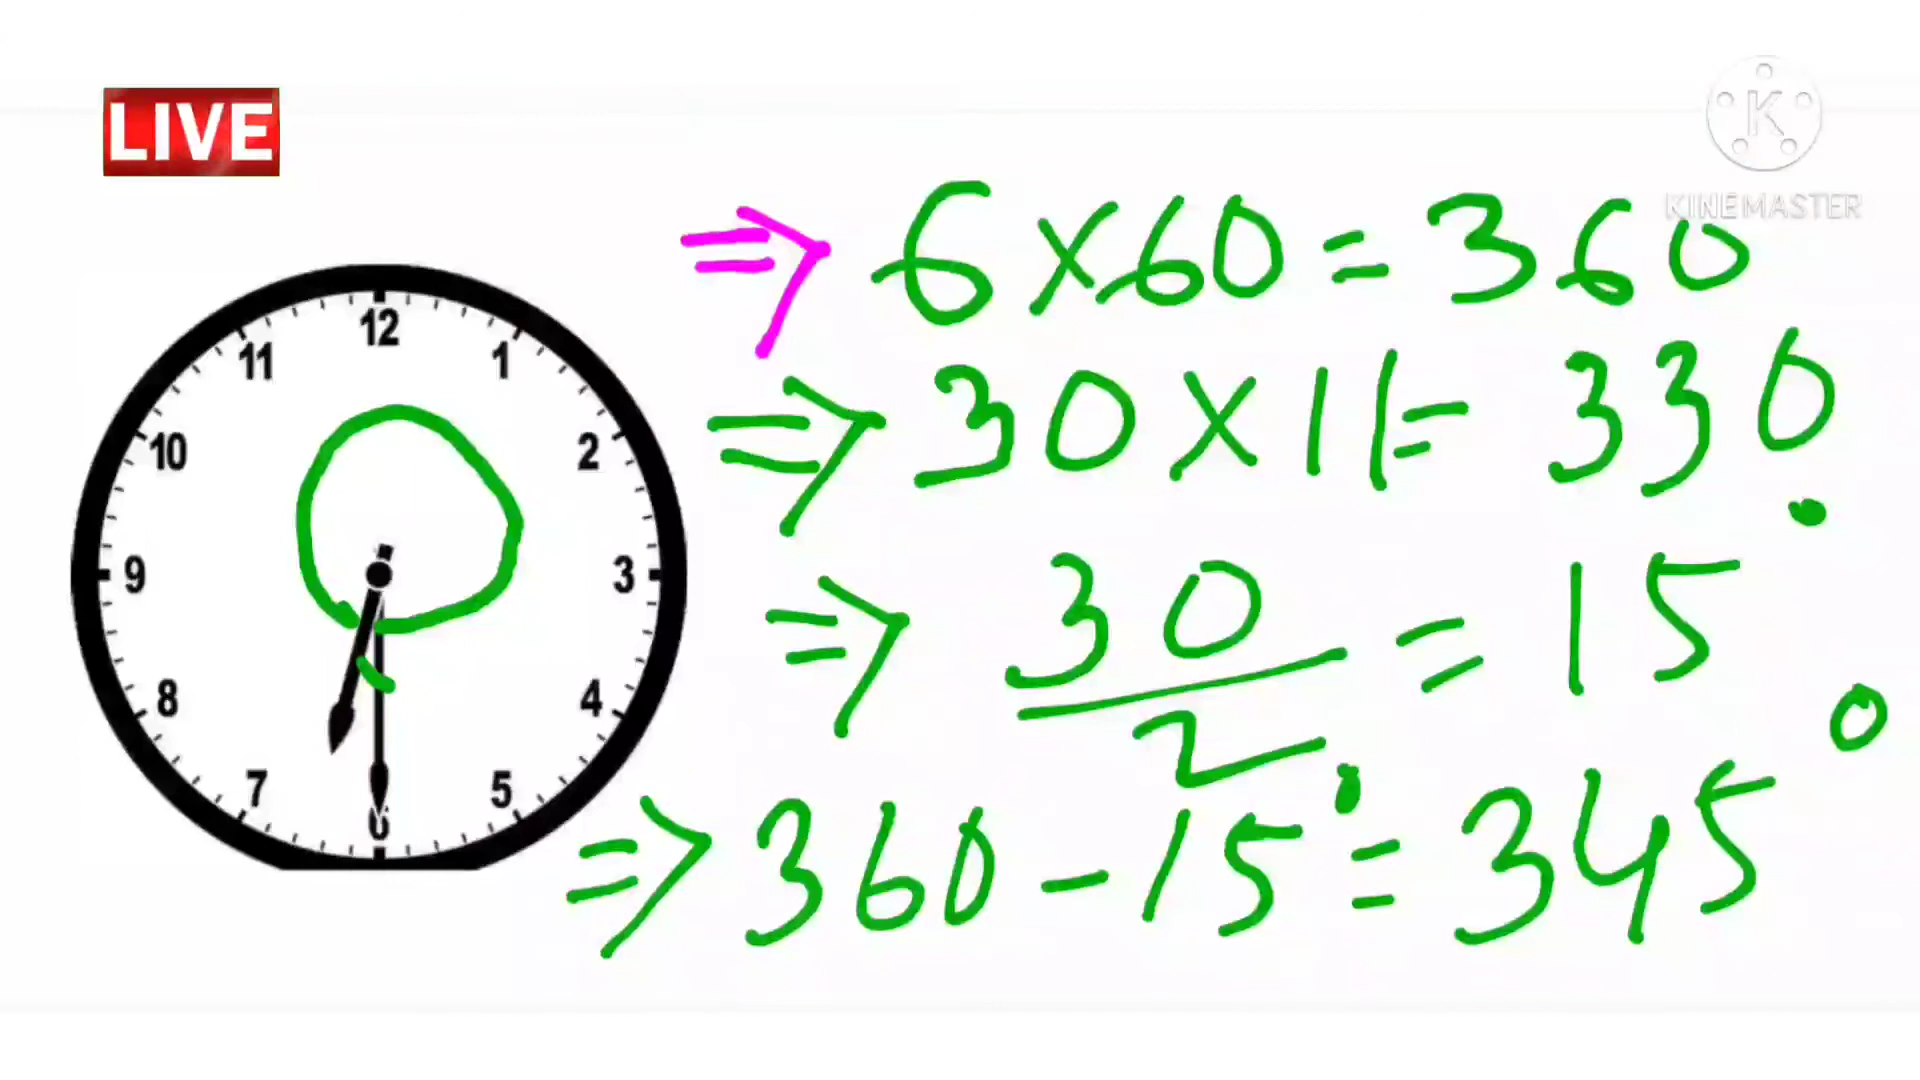 LIVE
KINEMASTER
⇒ 6 × 60 = 360
⇒ 30 × 11 = 330
⇒ 30/2 = 15°
⇒ 360 - 15° = 345°
12
11 1
10 2
9 3
8 4
7 5
6